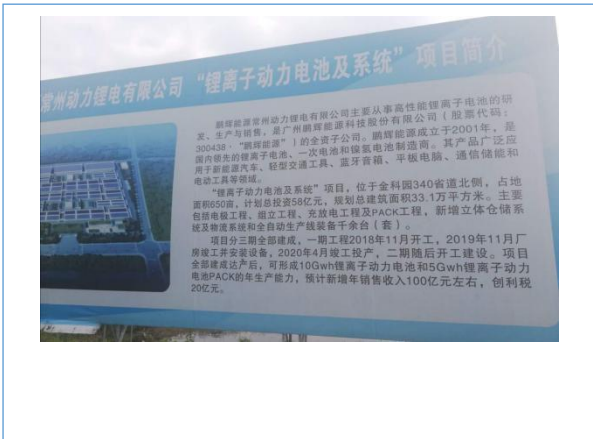 常州动力锂电有限公司 “锂离子动力电池及系统”项目简介
鹏辉能源常州动力锂电有限公司主要从事高性能锂离子电池的研
发、生产与销售，是广州鹏辉能源科技股份有限公司（股票代码：
300438·“鹏辉能源”）的全资子公司。鹏辉能源成立于2001年，是
国内领先的锂离子电池、一次电池和镍氢电池制造商。其产品广泛应
用于新能源汽车、轻型交通工具、蓝牙音箱、平板电脑、通信储能和
电动工具等领域。
“锂离子动力电池及系统”项目，位于金科园340省道北侧，占地
面积650亩，计划总投资58亿元，规划总建筑面积33.1万平方米。主要
包括电极工程、组立工程、充放电工程及PACK工程，新增立体仓储系
统及物流系统和全自动生产线装备千余台（套）。
项目分三期全部建成，一期工程2018年11月开工，2019年11月厂
房竣工并安装设备，2020年4月竣工投产，二期随后开工建设。项目
全部建成达产后，可形成10Gwh锂离子动力电池和5Gwh锂离子动力
电池PACK的年生产能力，预计新增年销售收入100亿元左右，创利税
20亿元。